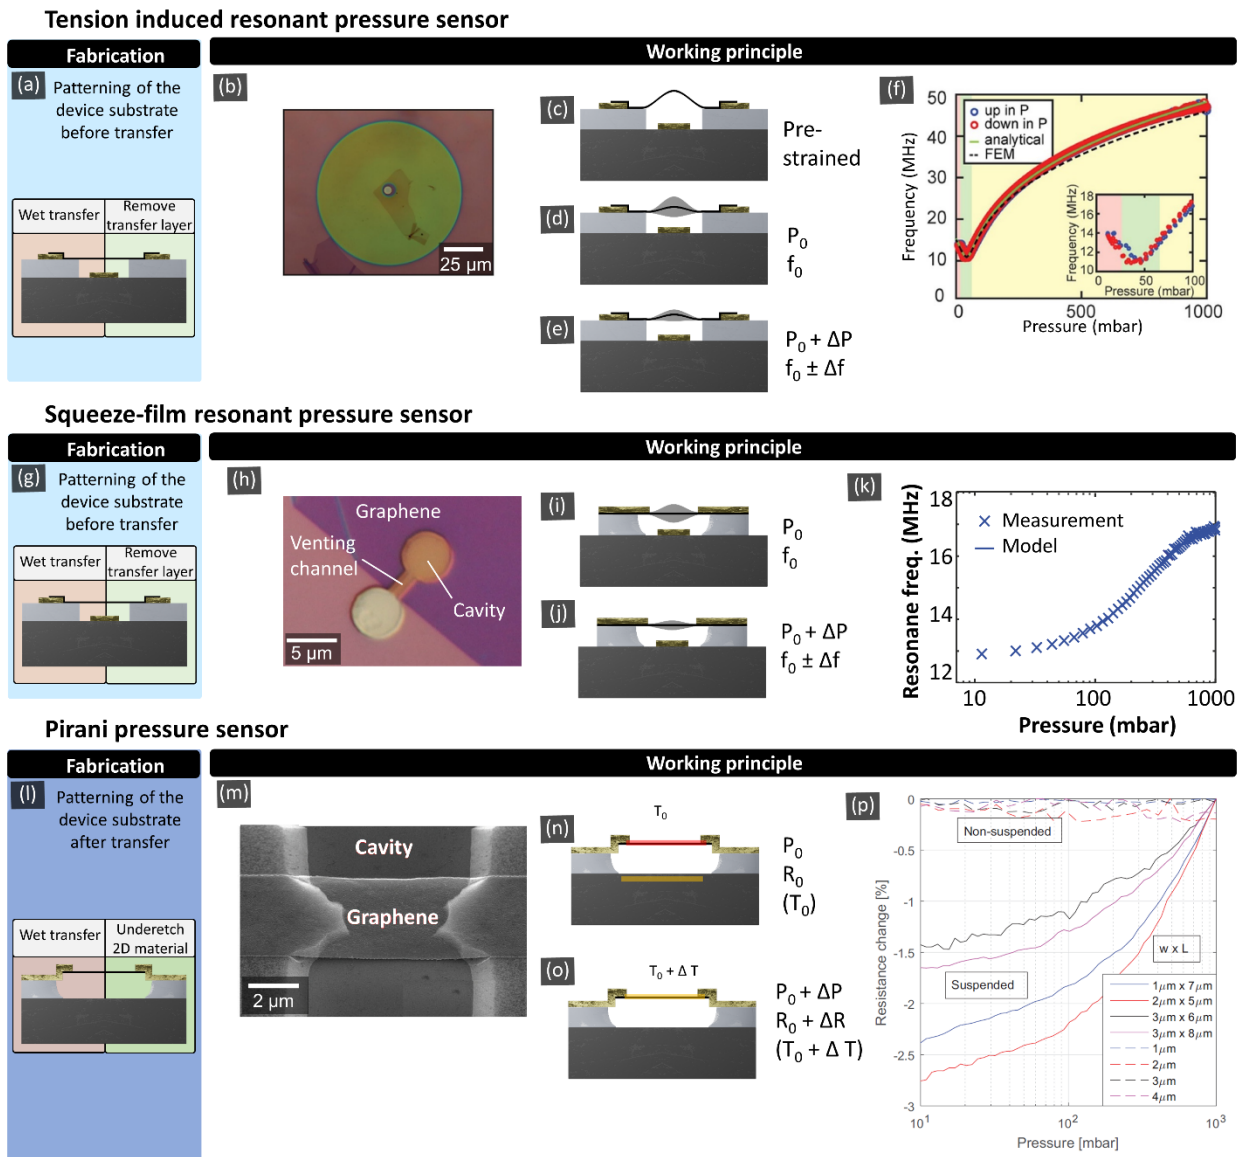 Tension induced resonant pressure sensor
Fabrication
Working principle
(a)
Patterning of the
device substrate
before transfer
Wet transfer
Remove
transfer layer
(b)
25 µm
(c)
Pre-
strained
(d)
P0
f0
(e)
P0 + ΔP
f0 ± Δf
(f)
Frequency (MHz)
50
40
30
20
10
0
up in P
down in P
analytical
FEM
Frequency (MHz)
18
16
14
12
10
0
50
100
Pressure (mbar)
0
500
1000
Pressure (mbar)
Squeeze-film resonant pressure sensor
Fabrication
Working principle
(g)
Patterning of the
device substrate
before transfer
Wet transfer
Remove
transfer layer
(h)
Graphene
Venting
channel
Cavity
5 µm
(i)
P0
f0
(j)
P0 + ΔP
f0 ± Δf
(k)
Resonane freq. (MHz)
18
16
14
13
12
Measurement
Model
10
100
1000
Pressure (mbar)
Pirani pressure sensor
Fabrication
Working principle
(l)
Patterning of the
device substrate
after transfer
Wet transfer
Underetch
2D material
(m)
Cavity
Graphene
2 µm
(n)
T0
P0
R0
(T0)
(o)
T0 + Δ T
P0 + ΔP
R0 + ΔR
(T0 + Δ T)
(p)
Resistance change [%]
0
-0.5
-1
-1.5
-2
-2.5
-3
Non-suspended
Suspended
w x L
1µm x 7µm
2µm x 5µm
3µm x 6µm
3µm x 8µm
1µm
2µm
3µm
4µm
10^1
10^2
10^3
Pressure [mbar]